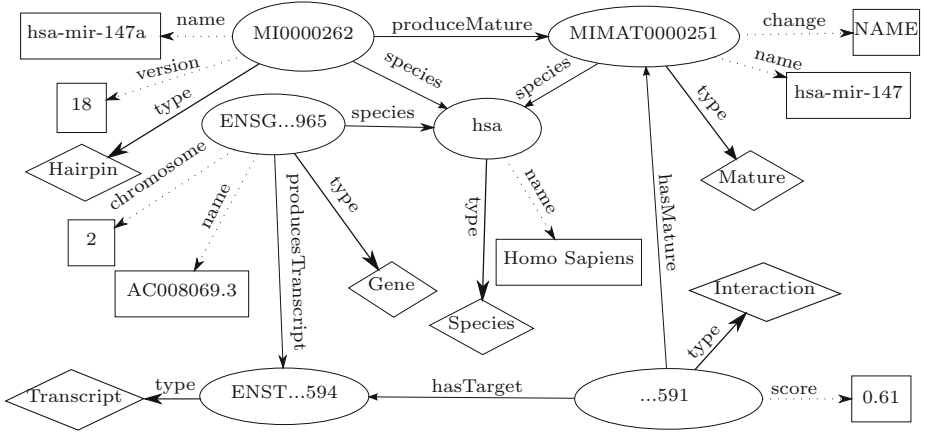 name
hsa-mir-147a
MI0000262
produceMature
MIMAT0000251
change
NAME
version
18
type
species
species
name
hsa-mir-147
ENSG...965
species
hsa
type
Hairpin
chromosome
name
producesTranscript
type
type
name
hasMature
Mature
2
AC008069.3
Gene
Homo Sapiens
Species
Interaction
type
Transcript
type
ENST...594
hasTarget
...591
score
0.61